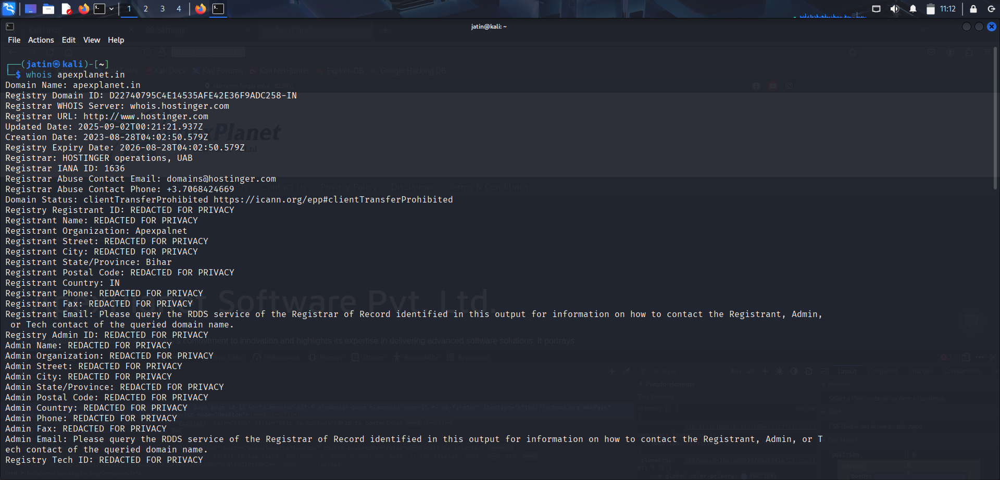 1 2 3 4 11:12
jatin@kali: ~
File Actions Edit View Help
┌──(jatin㉿kali)-[~]
└─$ whois apexplanet.in
Domain Name: apexplanet.in
Registry Domain ID: D22740795C4E14535AFE42E36F9ADC258-IN
Registrar WHOIS Server: whois.hostinger.com
Registrar URL: http://www.hostinger.com
Updated Date: 2025-09-02T00:21:21.937Z
Creation Date: 2023-08-28T04:02:50.579Z
Registry Expiry Date: 2026-08-28T04:02:50.579Z
Registrar: HOSTINGER operations, UAB
Registrar IANA ID: 1636
Registrar Abuse Contact Email: domains@hostinger.com
Registrar Abuse Contact Phone: +3.7068424669
Domain Status: clientTransferProhibited https://icann.org/epp#clientTransferProhibited
Registry Registrant ID: REDACTED FOR PRIVACY
Registrant Name: REDACTED FOR PRIVACY
Registrant Organization: Apexpalnet
Registrant Street: REDACTED FOR PRIVACY
Registrant City: REDACTED FOR PRIVACY
Registrant State/Province: Bihar
Registrant Postal Code: REDACTED FOR PRIVACY
Registrant Country: IN
Registrant Phone: REDACTED FOR PRIVACY
Registrant Fax: REDACTED FOR PRIVACY
Registrant Email: Please query the RDDS service of the Registrar of Record identified in this output for information on how to contact the Registrant, Admin,
or Tech contact of the queried domain name.
Registry Admin ID: REDACTED FOR PRIVACY
Admin Name: REDACTED FOR PRIVACY
Admin Organization: REDACTED FOR PRIVACY
Admin Street: REDACTED FOR PRIVACY
Admin City: REDACTED FOR PRIVACY
Admin State/Province: REDACTED FOR PRIVACY
Admin Postal Code: REDACTED FOR PRIVACY
Admin Country: REDACTED FOR PRIVACY
Admin Phone: REDACTED FOR PRIVACY
Admin Fax: REDACTED FOR PRIVACY
Admin Email: Please query the RDDS service of the Registrar of Record identified in this output for information on how to contact the Registrant, Admin, or T
ech contact of the queried domain name.
Registry Tech ID: REDACTED FOR PRIVACY